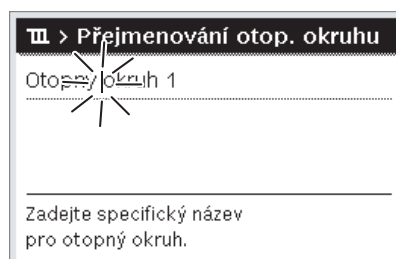 > Přejmenování otop. okruhu
Otopný okruh 1
Zadejte specifický název
pro otopný okruh.